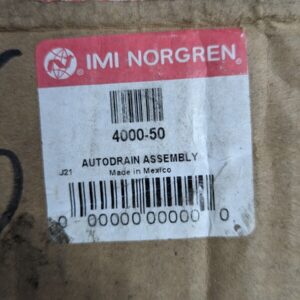 IMI NORGREN®
4000-50
AUTODRAIN ASSEMBLY
J21 Made in Mexico
0 00000 00000 0